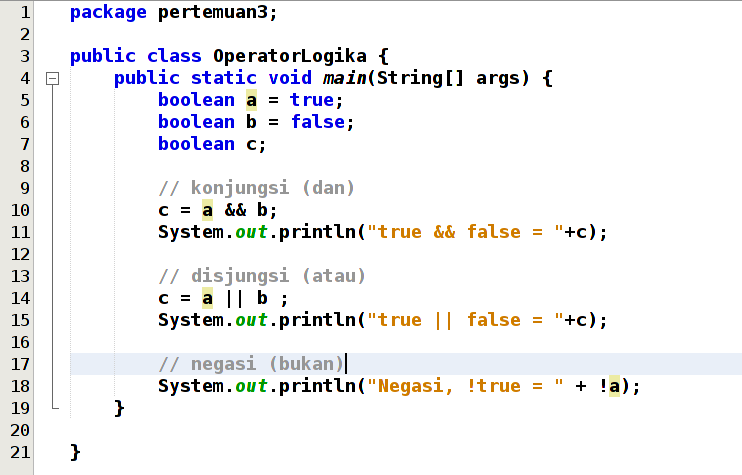 1 package pertemuan3;
2
3 public class OperatorLogika {
4     public static void main(String[] args) {
5         boolean a = true;
6         boolean b = false;
7         boolean c;
8
9         // konjungsi (dan)
10         c = a && b;
11         System.out.println("true && false = "+c);
12
13         // disjungsi (atau)
14         c = a || b ;
15         System.out.println("true || false = "+c);
16
17         // negasi (bukan)
18         System.out.println("Negasi, !true = " + !a);
19     }
20
21 }